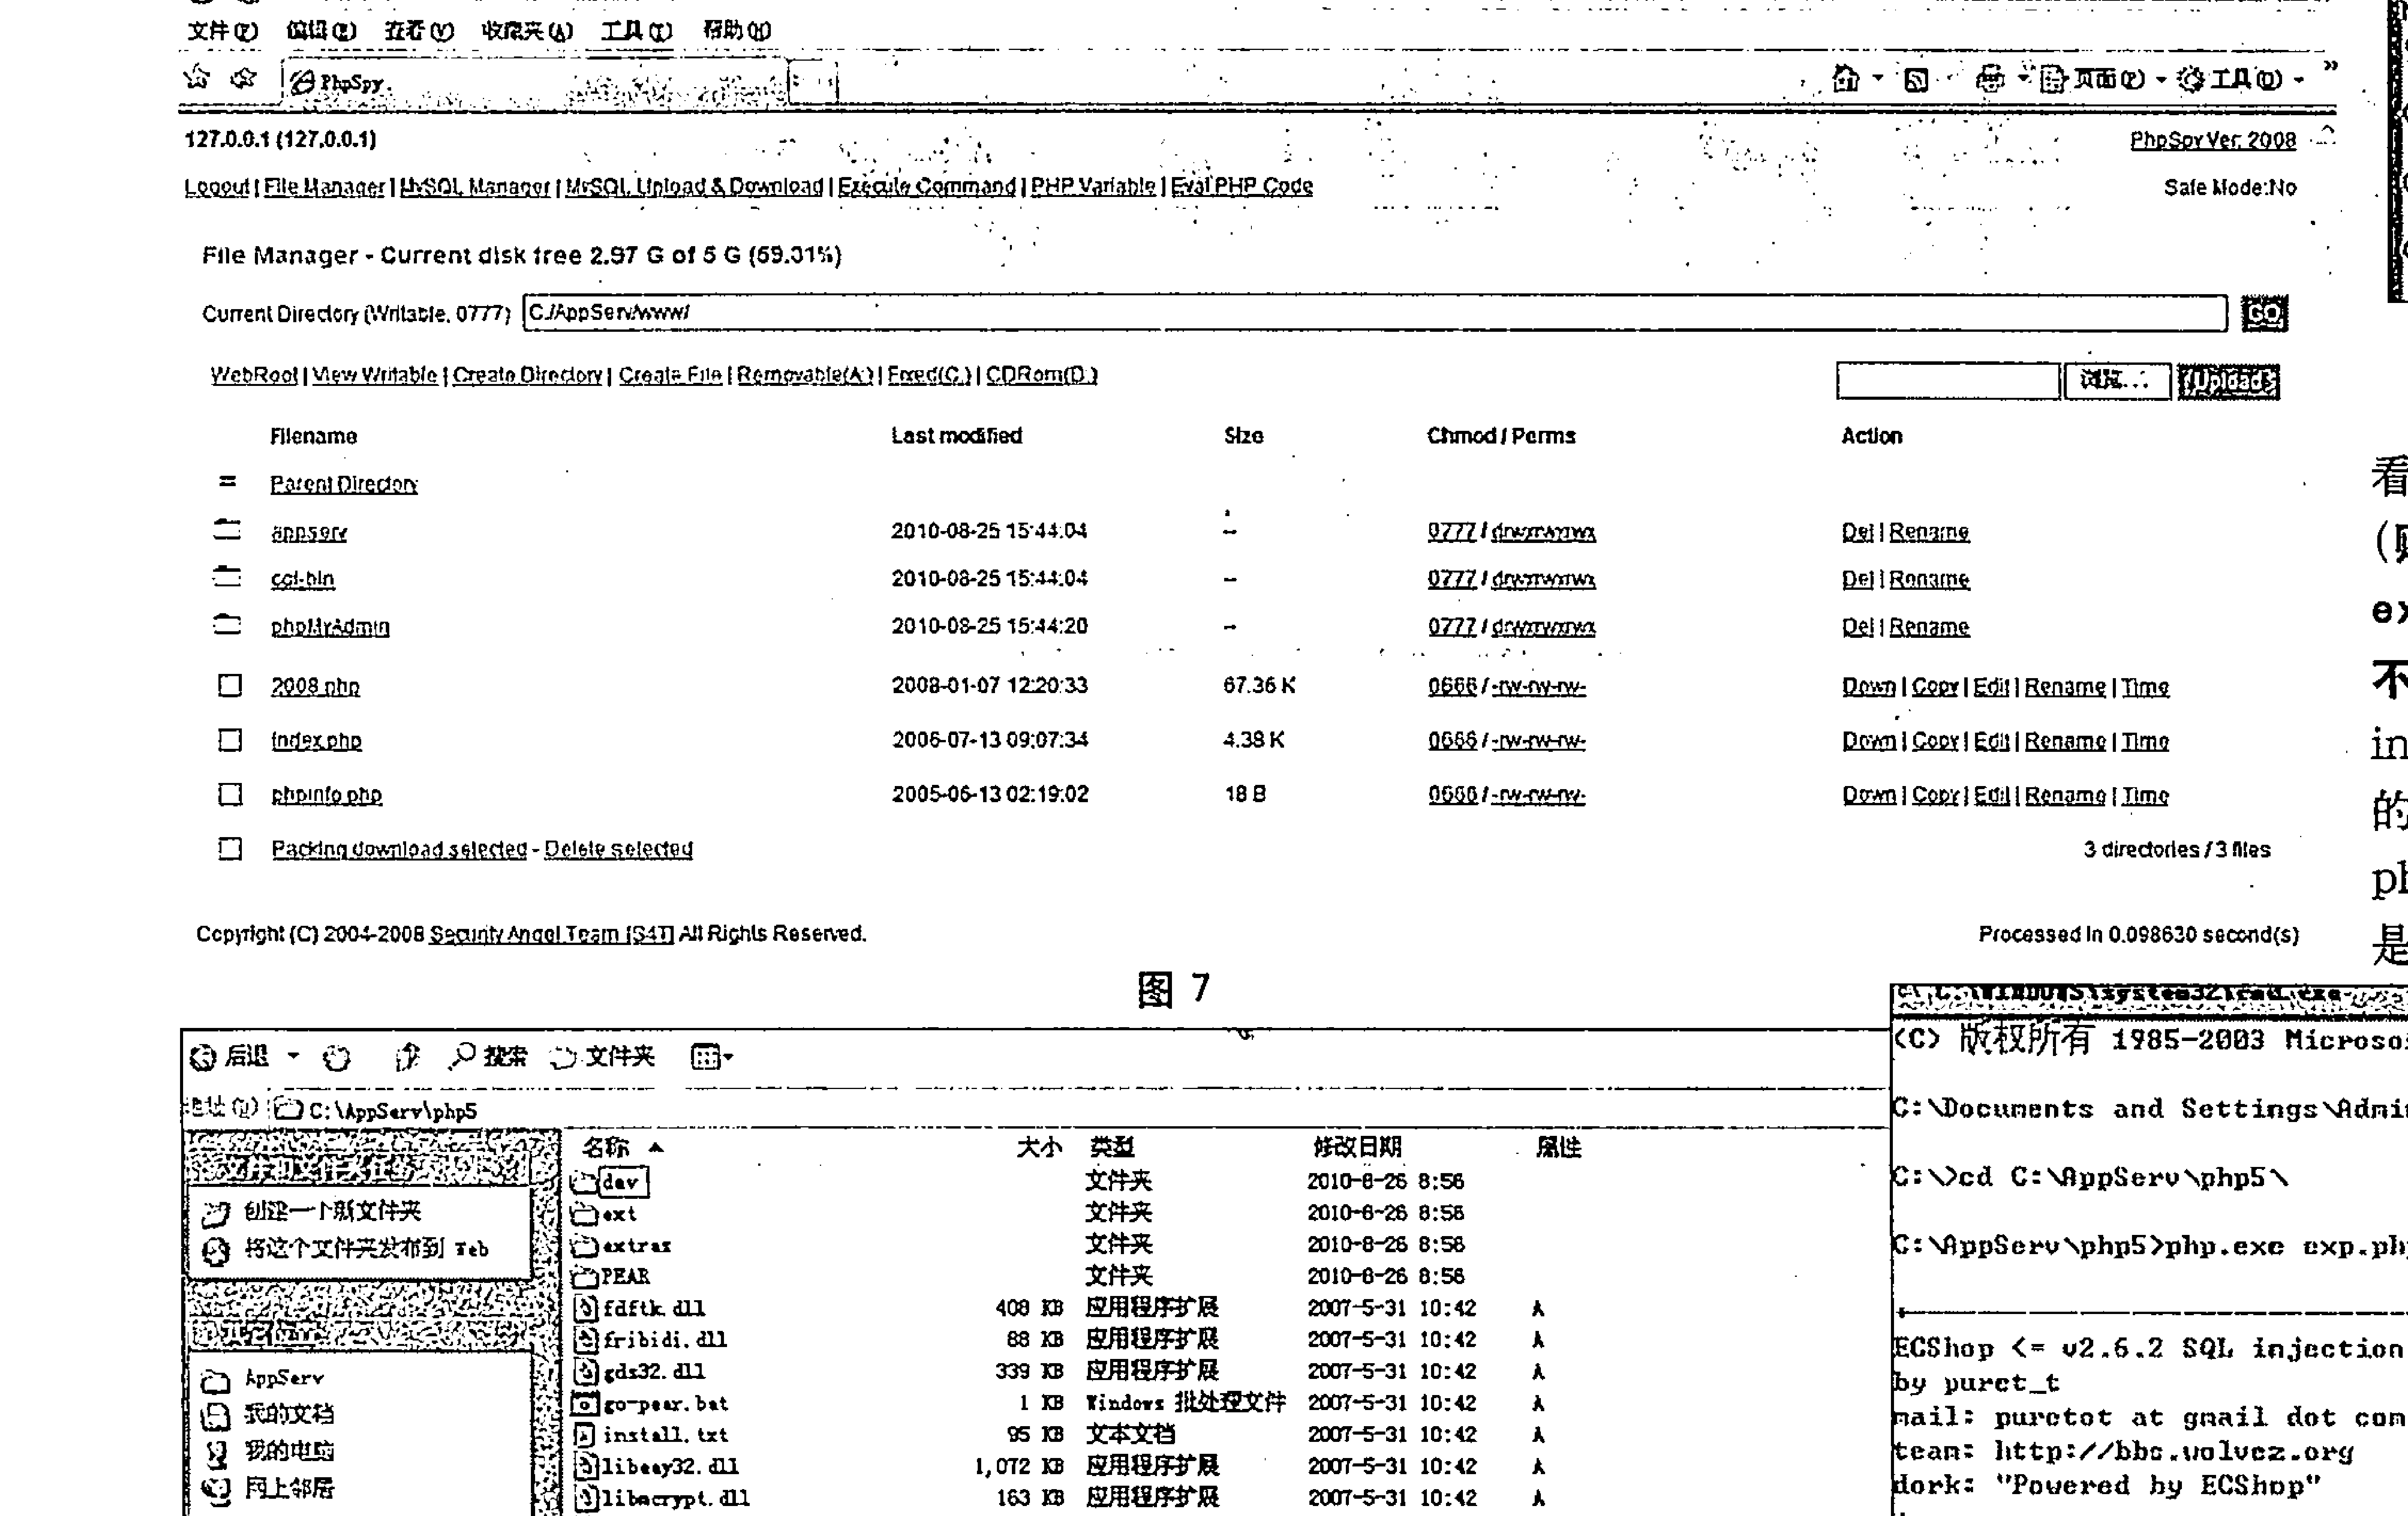 文件(F) 编辑(E) 查看(V) 收藏夹(A) 工具(T) 帮助(H)
PhpSpy
页面(P) 工具(O) »
127.0.0.1 (127.0.0.1)
PhpSpy Ver: 2008
Logout | File Manager | MySQL Manager | MySQL Upload & Download | Execute Command | PHP Variable | Eval PHP Code
Safe Mode:No
File Manager - Current disk free 2.97 G of 5 G (59.31%)
Current Directory (Writable, 0777) C:/AppServ/www/ GO
WebRoot | View Writable | Create Directory | Create File | Removable(A:) | Fixed(C:) | CDRom(D:)
浏览... Upload
Filename Last modified Size Chmod / Perms Action
= Parent Directory
appserv 2010-08-25 15:44:04 -- 0777 / drwxrwxrwx Del | Rename
cgi-bin 2010-08-25 15:44:04 -- 0777 / drwxrwxrwx Del | Rename
phpMyAdmin 2010-08-25 15:44:20 -- 0777 / drwxrwxrwx Del | Rename
2008.php 2008-01-07 12:20:33 67.36 K 0666 / -rw-rw-rw- Down | Copy | Edit | Rename | Time
index.php 2006-07-13 09:07:34 4.38 K 0666 / -rw-rw-rw- Down | Copy | Edit | Rename | Time
phpinfo.php 2005-06-13 02:19:02 18 B 0666 / -rw-rw-rw- Down | Copy | Edit | Rename | Time
Packing download selected - Delete selected
3 directories / 3 files
Copyright (C) 2004-2008 Security Angel Team [S4T] All Rights Reserved.
Processed in 0.098630 second(s)
图 7
后退 搜索 文件夹
地址(D) C:\AppServ\php5
文件和文件夹任务
创建一个新文件夹
将这个文件夹发布到 Web
AppServ
我的文档
我的电脑
网上邻居
名称 大小 类型 修改日期 属性
dev 文件夹 2010-8-26 8:56
ext 文件夹 2010-8-26 8:56
extras 文件夹 2010-8-26 8:56
PEAR 文件夹 2010-8-26 8:56
fdftk.dll 408 KB 应用程序扩展 2007-5-31 10:42 A
fribidi.dll 88 KB 应用程序扩展 2007-5-31 10:42 A
gds32.dll 339 KB 应用程序扩展 2007-5-31 10:42 A
go-pear.bat 1 KB Windows 批处理文件 2007-5-31 10:42 A
install.txt 95 KB 文本文档 2007-5-31 10:42 A
libeay32.dll 1,072 KB 应用程序扩展 2007-5-31 10:42 A
libmcrypt.dll 163 KB 应用程序扩展 2007-5-31 10:42 A
看
ex
不
in
的
ph
是
C:\WINDOWS\system32\cmd.exe
(C) 版权所有 1985-2003 Microso
C:\Documents and Settings\Admi
C:\>cd C:\AppServ\php5\
C:\AppServ\php5>php.exe exp.ph
ECShop <= v2.6.2 SQL injection
by puret_t
mail: puretot at gmail dot com
team: http://bbs.wolvez.org
dork: "Powered by ECShop"